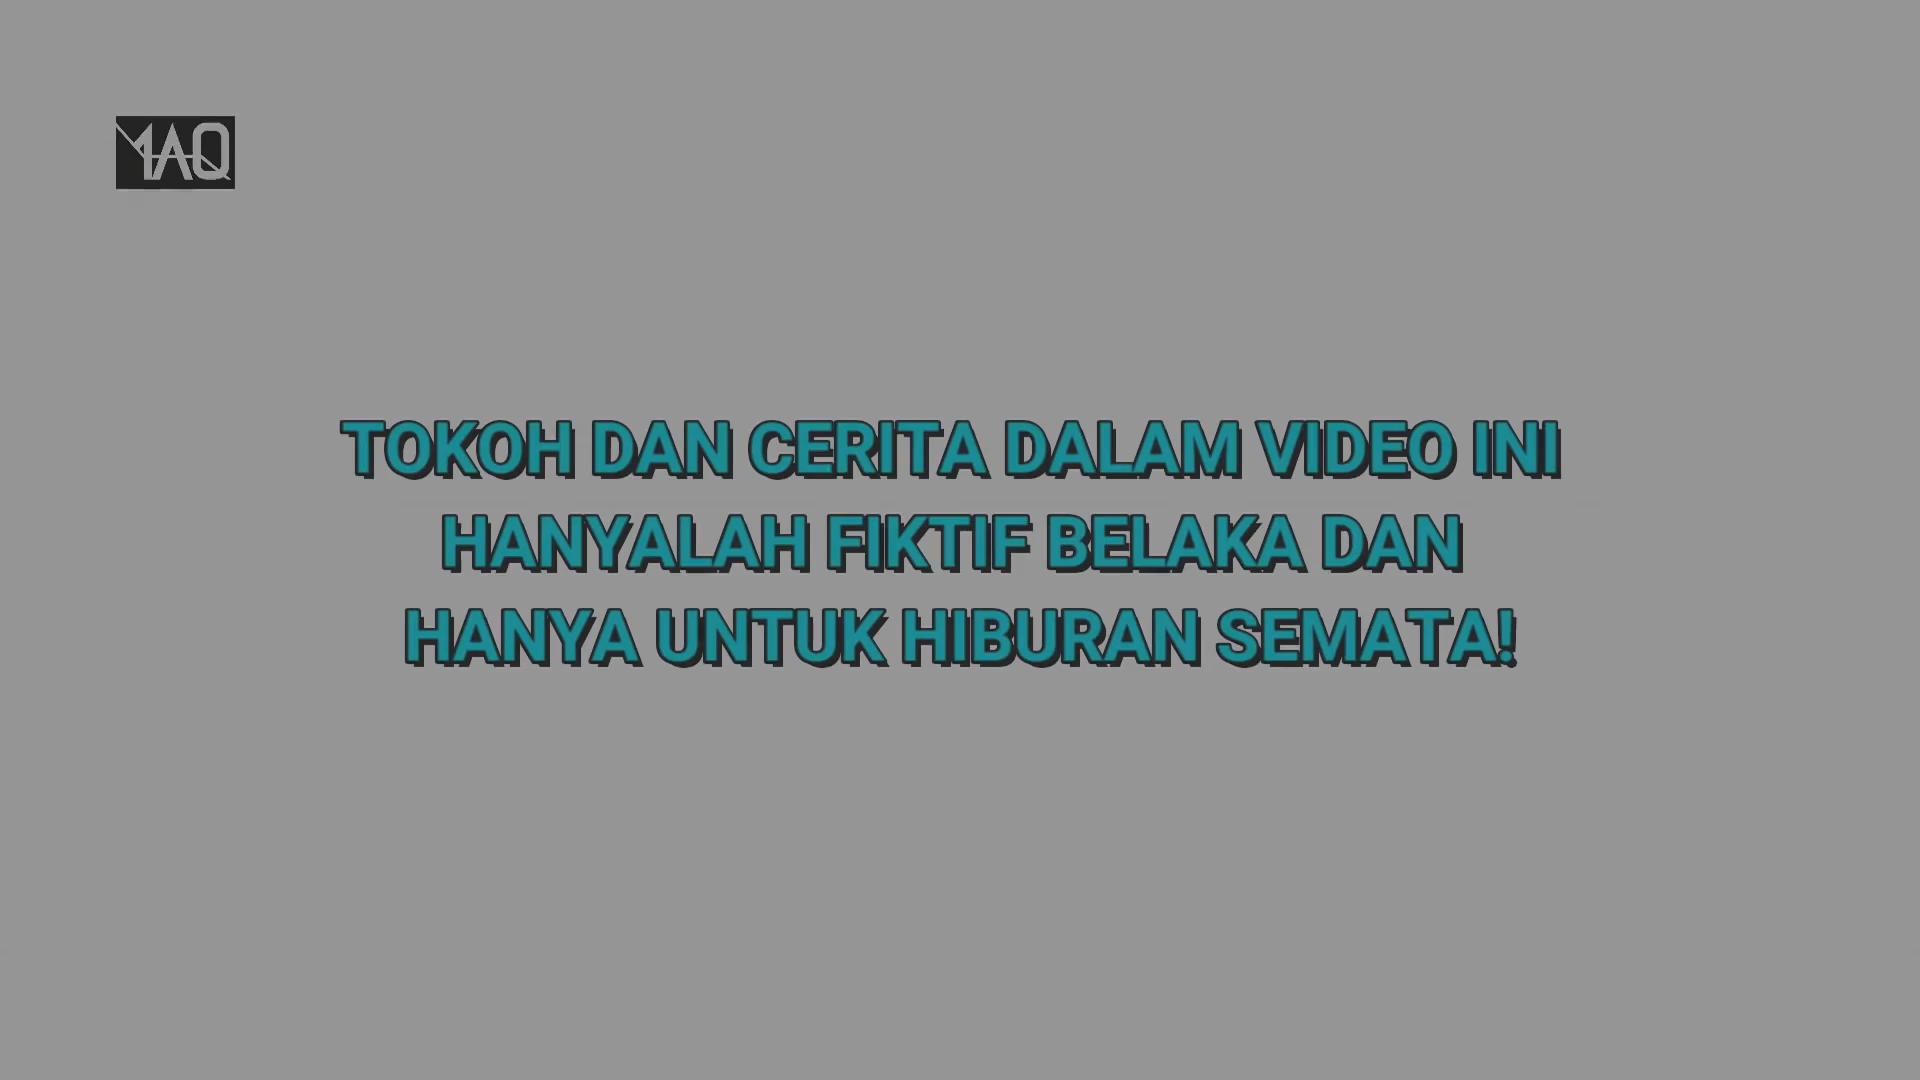 MAQ
TOKOH DAN CERITA DALAM VIDEO INI
HANYALAH FIKTIF BELAKA DAN
HANYA UNTUK HIBURAN SEMATA!